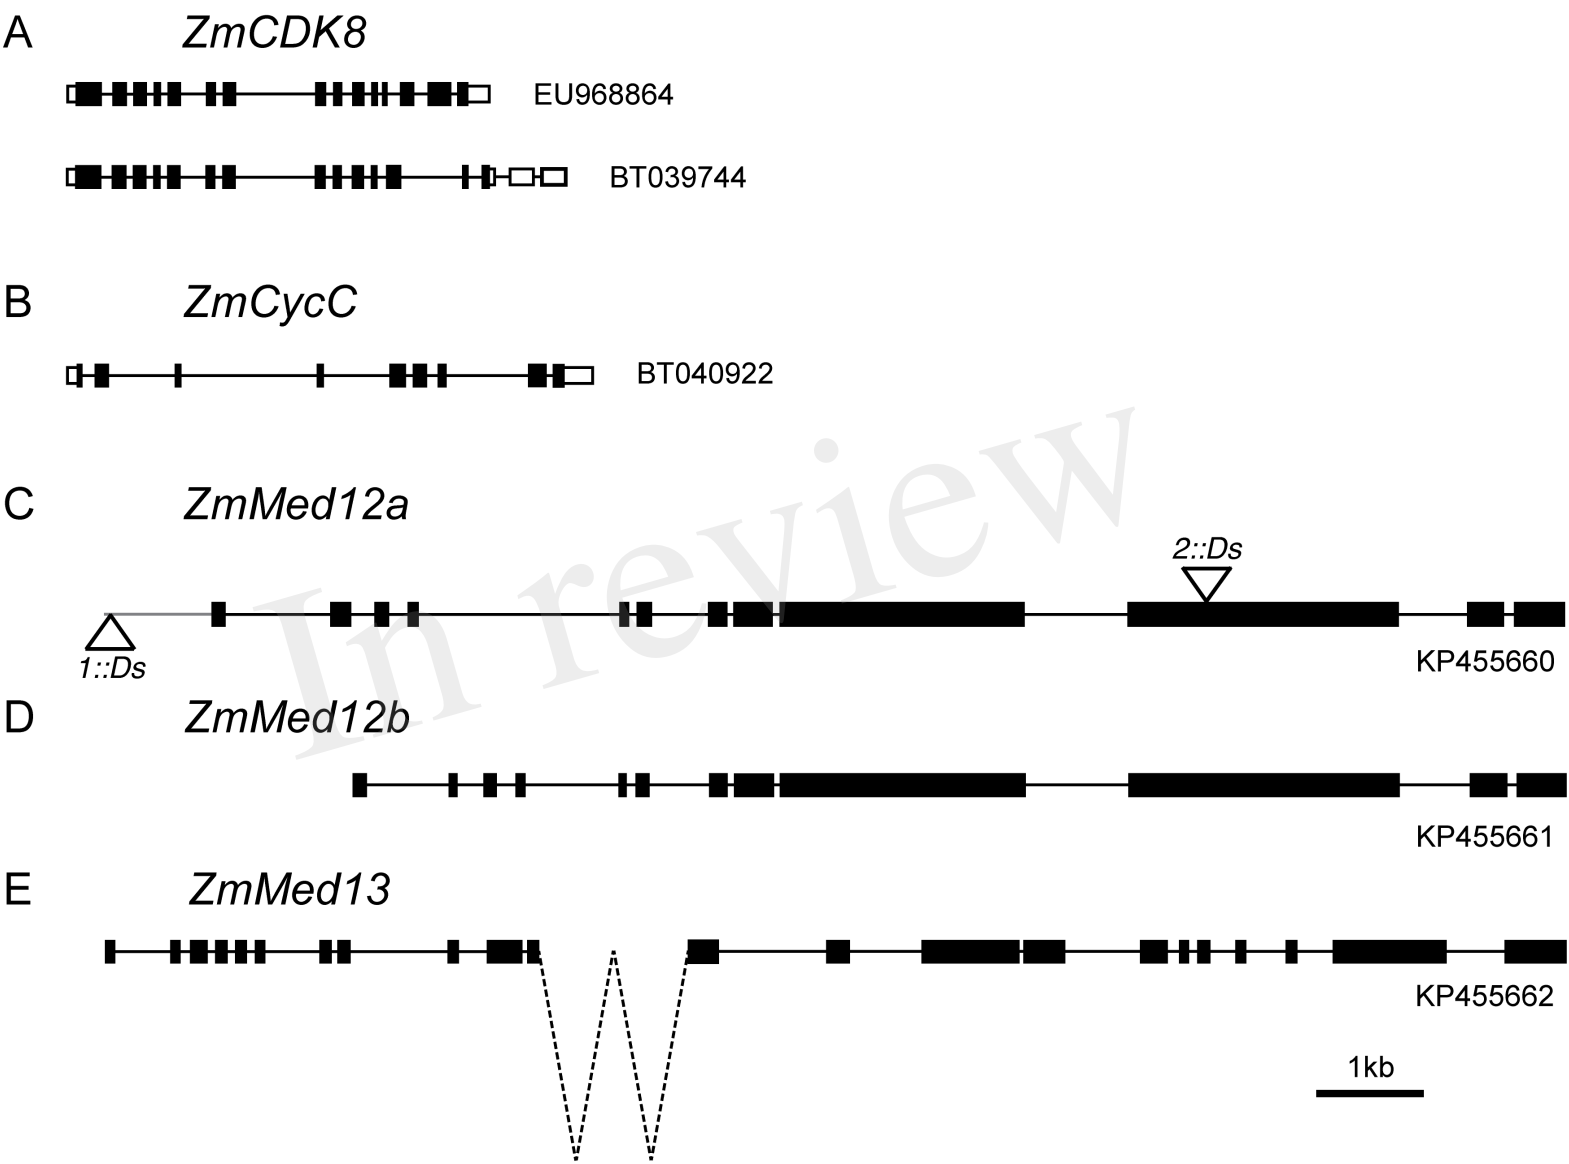 A ZmCDK8
EU968864
BT039744
B ZmCycC
BT040922
C ZmMed12a
2::Ds
1::Ds
KP455660
D ZmMed12b
KP455661
E ZmMed13
KP455662
1kb
In review